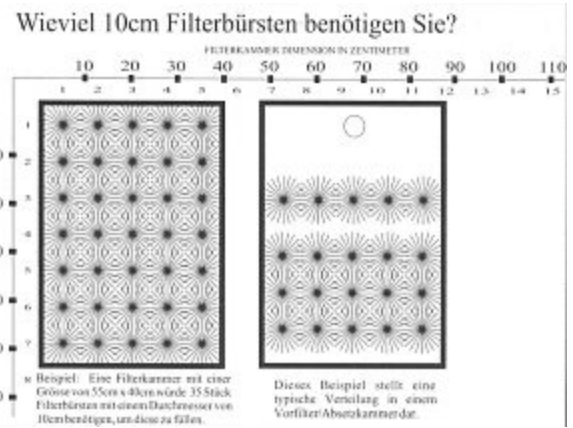 Wieviel 10cm Filterbürsten benötigen Sie?
FILTERKAMMER DIMENSION IN ZENTIMETER
10 20 30 40 50 60 70 80 90 100 110
1 2 3 4 5 6 7 8 9 10 11 12 13 14 15
1
2
3
4
5
6
7
8
Beispiel: Eine Filterkammer mit einer
Grösse von 55cm x 40cm würde 35 Stück
Filterbürsten mit einem Durchmesser von
10cm benötigen, um diese zu füllen.
Dieses Beispiel stellt eine
typische Verteilung in einem
Vorfilter/Absetzkammer dar.